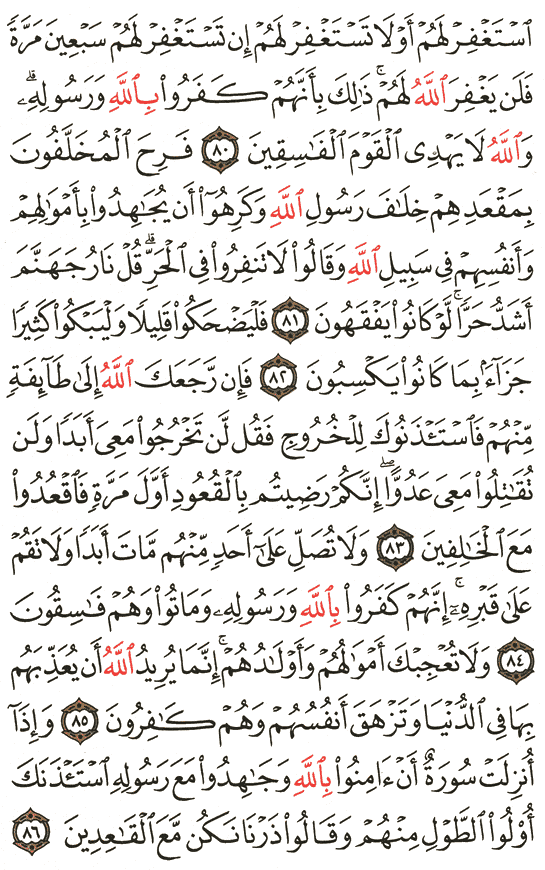 ٱسۡتَغۡفِرۡ لَهُمۡ أَوۡ لَا تَسۡتَغۡفِرۡ لَهُمۡ إِن تَسۡتَغۡفِرۡ لَهُمۡ سَبۡعِينَ مَرَّةٗ
فَلَن يَغۡفِرَ ٱللَّهُ لَهُمۡۚ ذَٰلِكَ بِأَنَّهُمۡ كَفَرُواْ بِٱللَّهِ وَرَسُولِهِۦۗ
وَٱللَّهُ لَا يَهۡدِي ٱلۡقَوۡمَ ٱلۡفَٰسِقِينَ ٨٠ فَرِحَ ٱلۡمُخَلَّفُونَ
بِمَقۡعَدِهِمۡ خِلَٰفَ رَسُولِ ٱللَّهِ وَكَرِهُوٓاْ أَن يُجَٰهِدُواْ بِأَمۡوَٰلِهِمۡ
وَأَنفُسِهِمۡ فِي سَبِيلِ ٱللَّهِ وَقَالُواْ لَا تَنفِرُواْ فِي ٱلۡحَرِّۗ قُلۡ نَارُ جَهَنَّمَ
أَشَدُّ حَرّٗاۚ لَّوۡ كَانُواْ يَفۡقَهُونَ ٨١ فَلۡيَضۡحَكُواْ قَلِيلٗا وَلۡيَبۡكُواْ كَثِيرٗا
جَزَآءَۢ بِمَا كَانُواْ يَكۡسِبُونَ ٨٢ فَإِن رَّجَعَكَ ٱللَّهُ إِلَىٰ طَآئِفَةٖ
مِّنۡهُمۡ فَٱسۡتَـٔۡذَنُوكَ لِلۡخُرُوجِ فَقُل لَّن تَخۡرُجُواْ مَعِيَ أَبَدٗا وَلَن
تُقَٰتِلُواْ مَعِيَ عَدُوًّاۖ إِنَّكُمۡ رَضِيتُم بِٱلۡقُعُودِ أَوَّلَ مَرَّةٖ فَٱقۡعُدُواْ
مَعَ ٱلۡخَٰلِفِينَ ٨٣ وَلَا تُصَلِّ عَلَىٰٓ أَحَدٖ مِّنۡهُم مَّاتَ أَبَدٗا وَلَا تَقُمۡ
عَلَىٰ قَبۡرِهِۦٓۖ إِنَّهُمۡ كَفَرُواْ بِٱللَّهِ وَرَسُولِهِۦ وَمَاتُواْ وَهُمۡ فَٰسِقُونَ
٨٤ وَلَا تُعۡجِبۡكَ أَمۡوَٰلُهُمۡ وَأَوۡلَٰدُهُمۡۚ إِنَّمَا يُرِيدُ ٱللَّهُ أَن يُعَذِّبَهُم
بِهَا فِي ٱلدُّنۡيَا وَتَزۡهَقَ أَنفُسُهُمۡ وَهُمۡ كَٰفِرُونَ ٨٥ وَإِذَآ
أُنزِلَتۡ سُورَةٌ أَنۡ ءَامِنُواْ بِٱللَّهِ وَجَٰهِدُواْ مَعَ رَسُولِهِ ٱسۡتَـٔۡذَنَكَ
أُوْلُواْ ٱلطَّوۡلِ مِنۡهُمۡ وَقَالُواْ ذَرۡنَا نَكُن مَّعَ ٱلۡقَٰعِدِينَ ٨٦